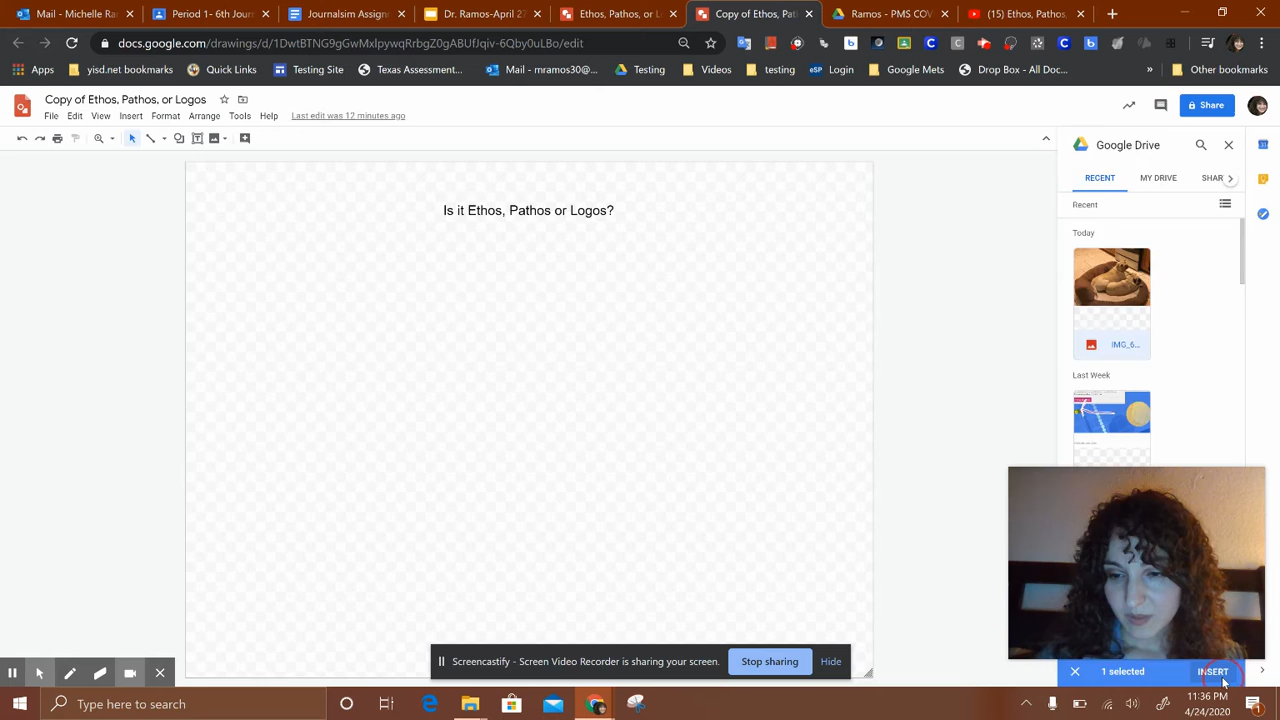 Mail - Michelle Ra
Period 1- 6th Jour
Journalsim Assign
Dr. Ramos-April 27
Ethos, Pathos, or L
Copy of Ethos, Pat
Ramos - PMS COV
(15) Ethos, Pathos,
docs.google.com/drawings/d/1DwtBTNG9gGwMxlpywqRrbgZ0gABUfJqiv-6Qby0uLBo/edit
Apps
yisd.net bookmarks
Quick Links
Testing Site
Texas Assessment...
Mail - mramos30@...
Testing
Videos
testing
eSP Login
Google Mets
Drop Box - All Doc...
»
Other bookmarks
Copy of Ethos, Pathos, or Logos
Share
File Edit View Insert Format Arrange Tools Help Last edit was 12 minutes ago
Google Drive
RECENT MY DRIVE SHAR
Recent
Today
IMG_6...
Last Week
Is it Ethos, Pathos or Logos?
Screencastify - Screen Video Recorder is sharing your screen.
Stop sharing
Hide
1 selected
INSERT
Type here to search
11:36 PM
4/24/2020